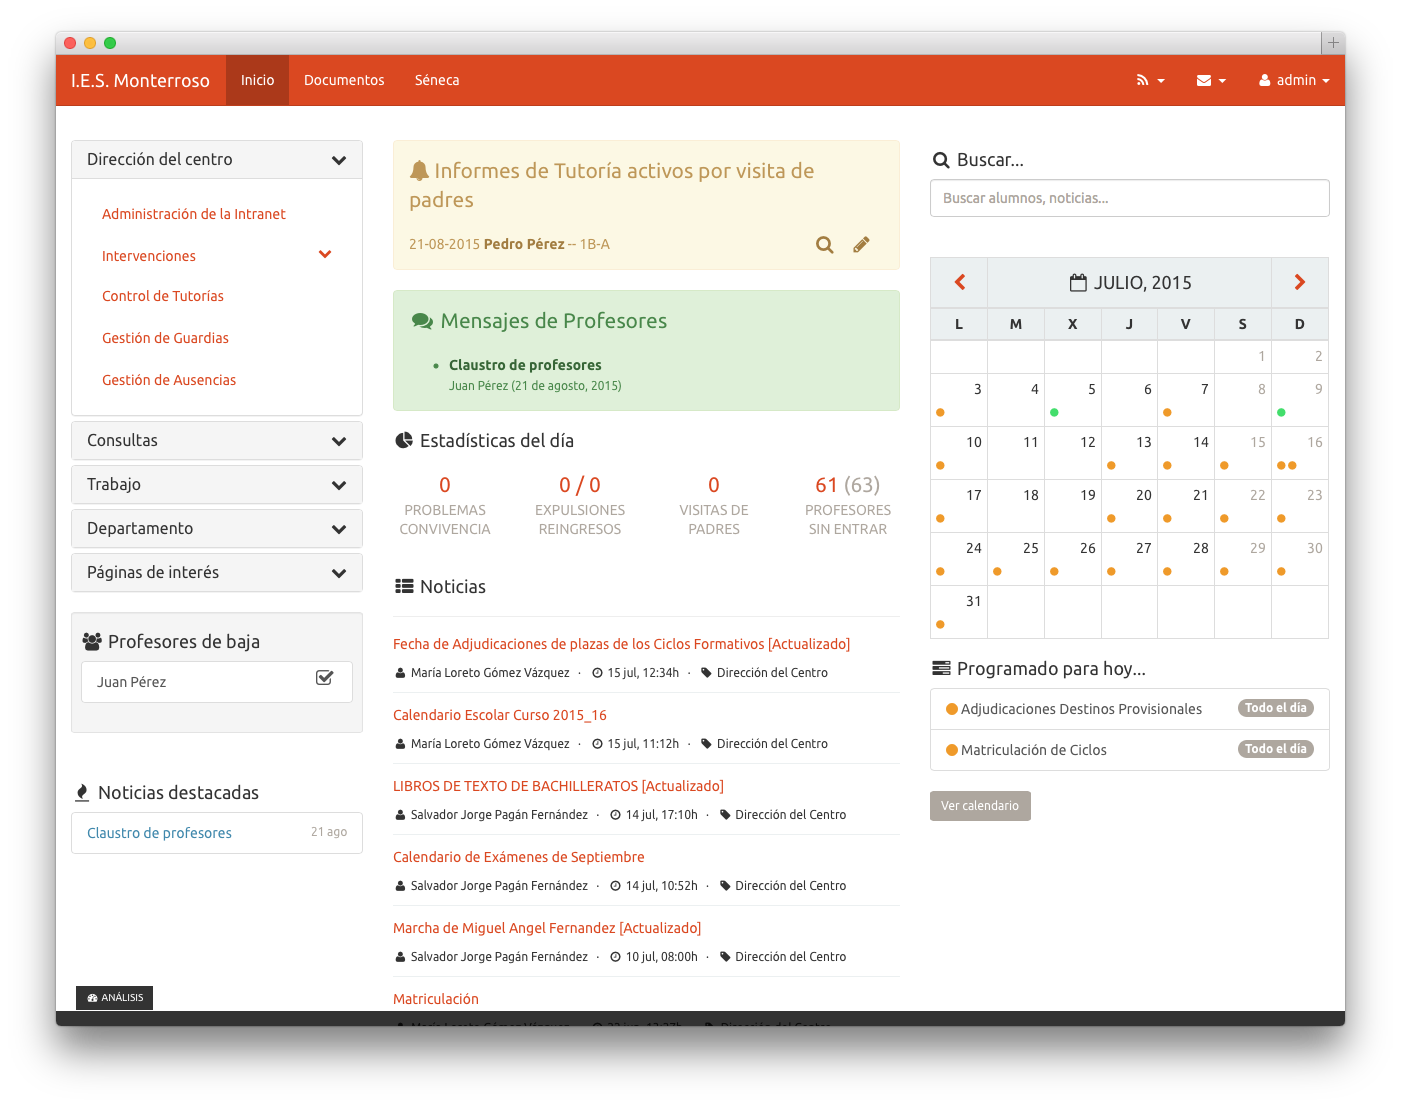 I.E.S. Monterroso
Inicio
Documentos
Séneca
admin
Dirección del centro
Administración de la Intranet
Intervenciones
Control de Tutorías
Gestión de Guardias
Gestión de Ausencias
Consultas
Trabajo
Departamento
Páginas de interés
Profesores de baja
Juan Pérez
Noticias destacadas
Claustro de profesores 21 ago
ANÁLISIS
Informes de Tutoría activos por visita de
padres
21-08-2015 Pedro Pérez -- 1B-A
Mensajes de Profesores
Claustro de profesores
Juan Pérez (21 de agosto, 2015)
Estadísticas del día
0
PROBLEMAS
CONVIVENCIA
0 / 0
EXPULSIONES
REINGRESOS
0
VISITAS DE
PADRES
61 (63)
PROFESORES
SIN ENTRAR
Noticias
Fecha de Adjudicaciones de plazas de los Ciclos Formativos [Actualizado]
María Loreto Gómez Vázquez · 15 jul, 12:34h · Dirección del Centro
Calendario Escolar Curso 2015_16
María Loreto Gómez Vázquez · 15 jul, 11:12h · Dirección del Centro
LIBROS DE TEXTO DE BACHILLERATOS [Actualizado]
Salvador Jorge Pagán Fernández · 14 jul, 17:10h · Dirección del Centro
Calendario de Exámenes de Septiembre
Salvador Jorge Pagán Fernández · 14 jul, 10:52h · Dirección del Centro
Marcha de Miguel Angel Fernandez [Actualizado]
Salvador Jorge Pagán Fernández · 10 jul, 08:00h · Dirección del Centro
Matriculación
Buscar...
Buscar alumnos, noticias...
JULIO, 2015
L M X J V S D
1 2
3 4 5 6 7 8 9
10 11 12 13 14 15 16
17 18 19 20 21 22 23
24 25 26 27 28 29 30
31
Programado para hoy...
Adjudicaciones Destinos Provisionales Todo el día
Matriculación de Ciclos Todo el día
Ver calendario